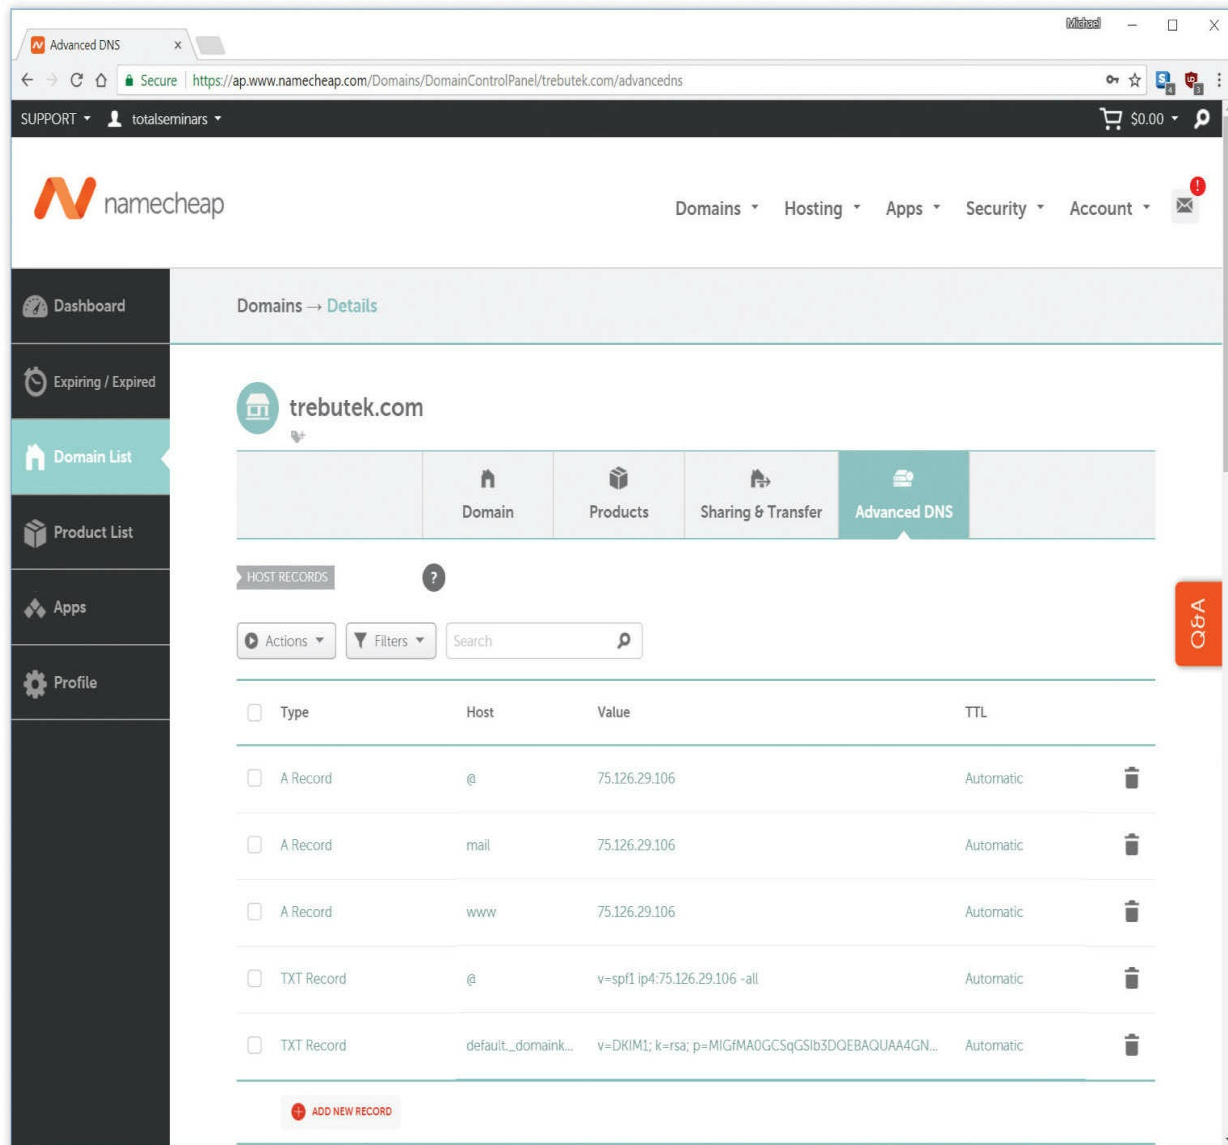 Michael
Advanced DNS x
Secure https://ap.www.namecheap.com/Domains/DomainControlPanel/trebutek.com/advancedns
4 3
SUPPORT totalseminars $0.00
namecheap Domains Hosting Apps Security Account !
Dashboard
Domains → Details
Expiring / Expired
trebutek.com
Domain List
Domain Products Sharing & Transfer Advanced DNS
Product List
HOST RECORDS ?
Apps
Q&A
Actions Filters Search
Profile
Type Host Value TTL
A Record @ 75.126.29.106 Automatic
A Record mail 75.126.29.106 Automatic
A Record www 75.126.29.106 Automatic
TXT Record @ v=spf1 ip4:75.126.29.106 -all Automatic
TXT Record default._domaink... v=DKIM1; k=rsa; p=MIGfMA0GCSqGSIb3DQEBAQUAA4GN... Automatic
ADD NEW RECORD